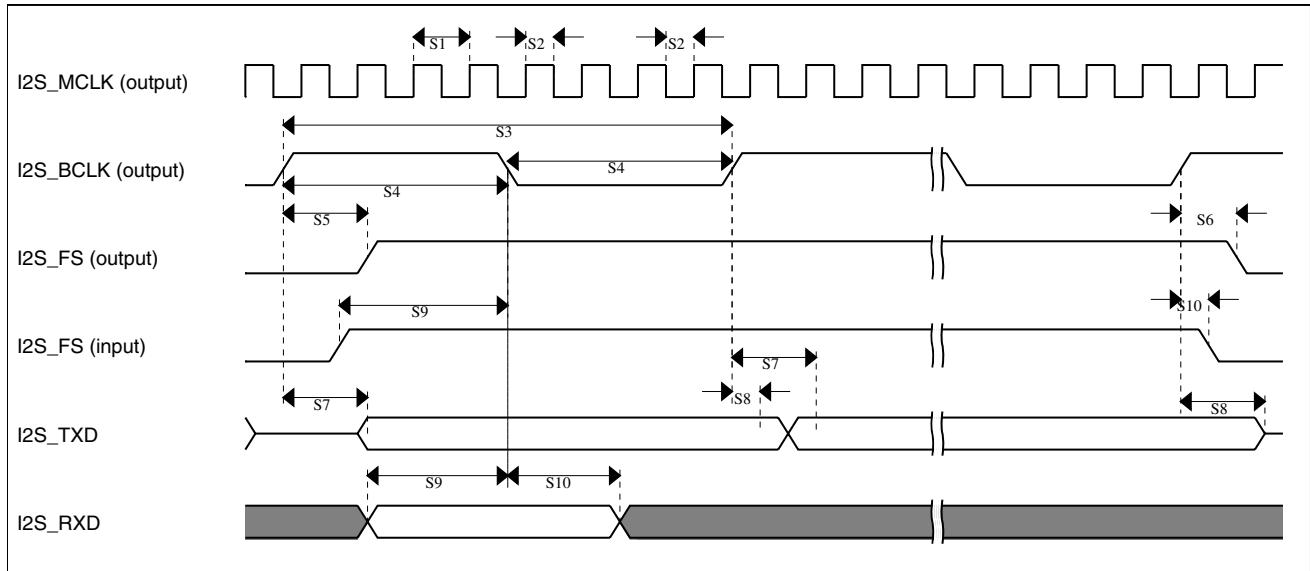 S1 S2 S2
I2S_MCLK (output)
S3
I2S_BCLK (output) S4
S4
S5 S6
I2S_FS (output)
S9 S10
I2S_FS (input)
S7
S7 S8 S8
I2S_TXD
S9 S10
I2S_RXD